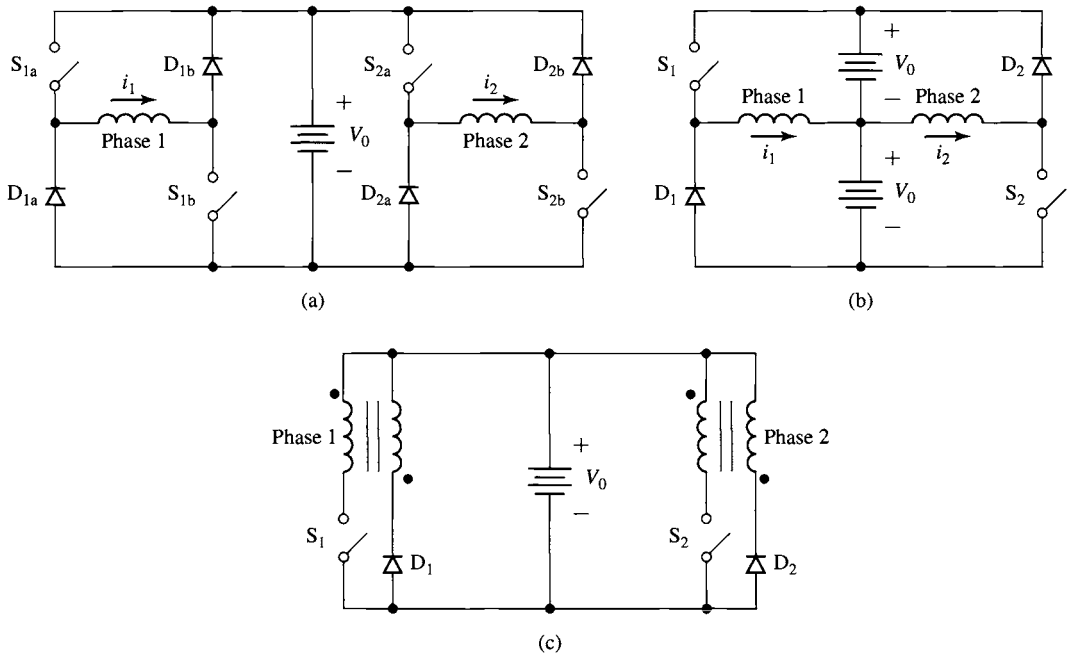 S1a
D1b
i1
Phase 1
D1a
S1b
+
V0
−
S2a
D2b
i2
Phase 2
D2a
S2b
(a)
S1
+
V0
−
D2
Phase 1
Phase 2
i1
i2
D1
+
V0
−
S2
(b)
Phase 1
S1
D1
+
V0
−
Phase 2
S2
D2
(c)